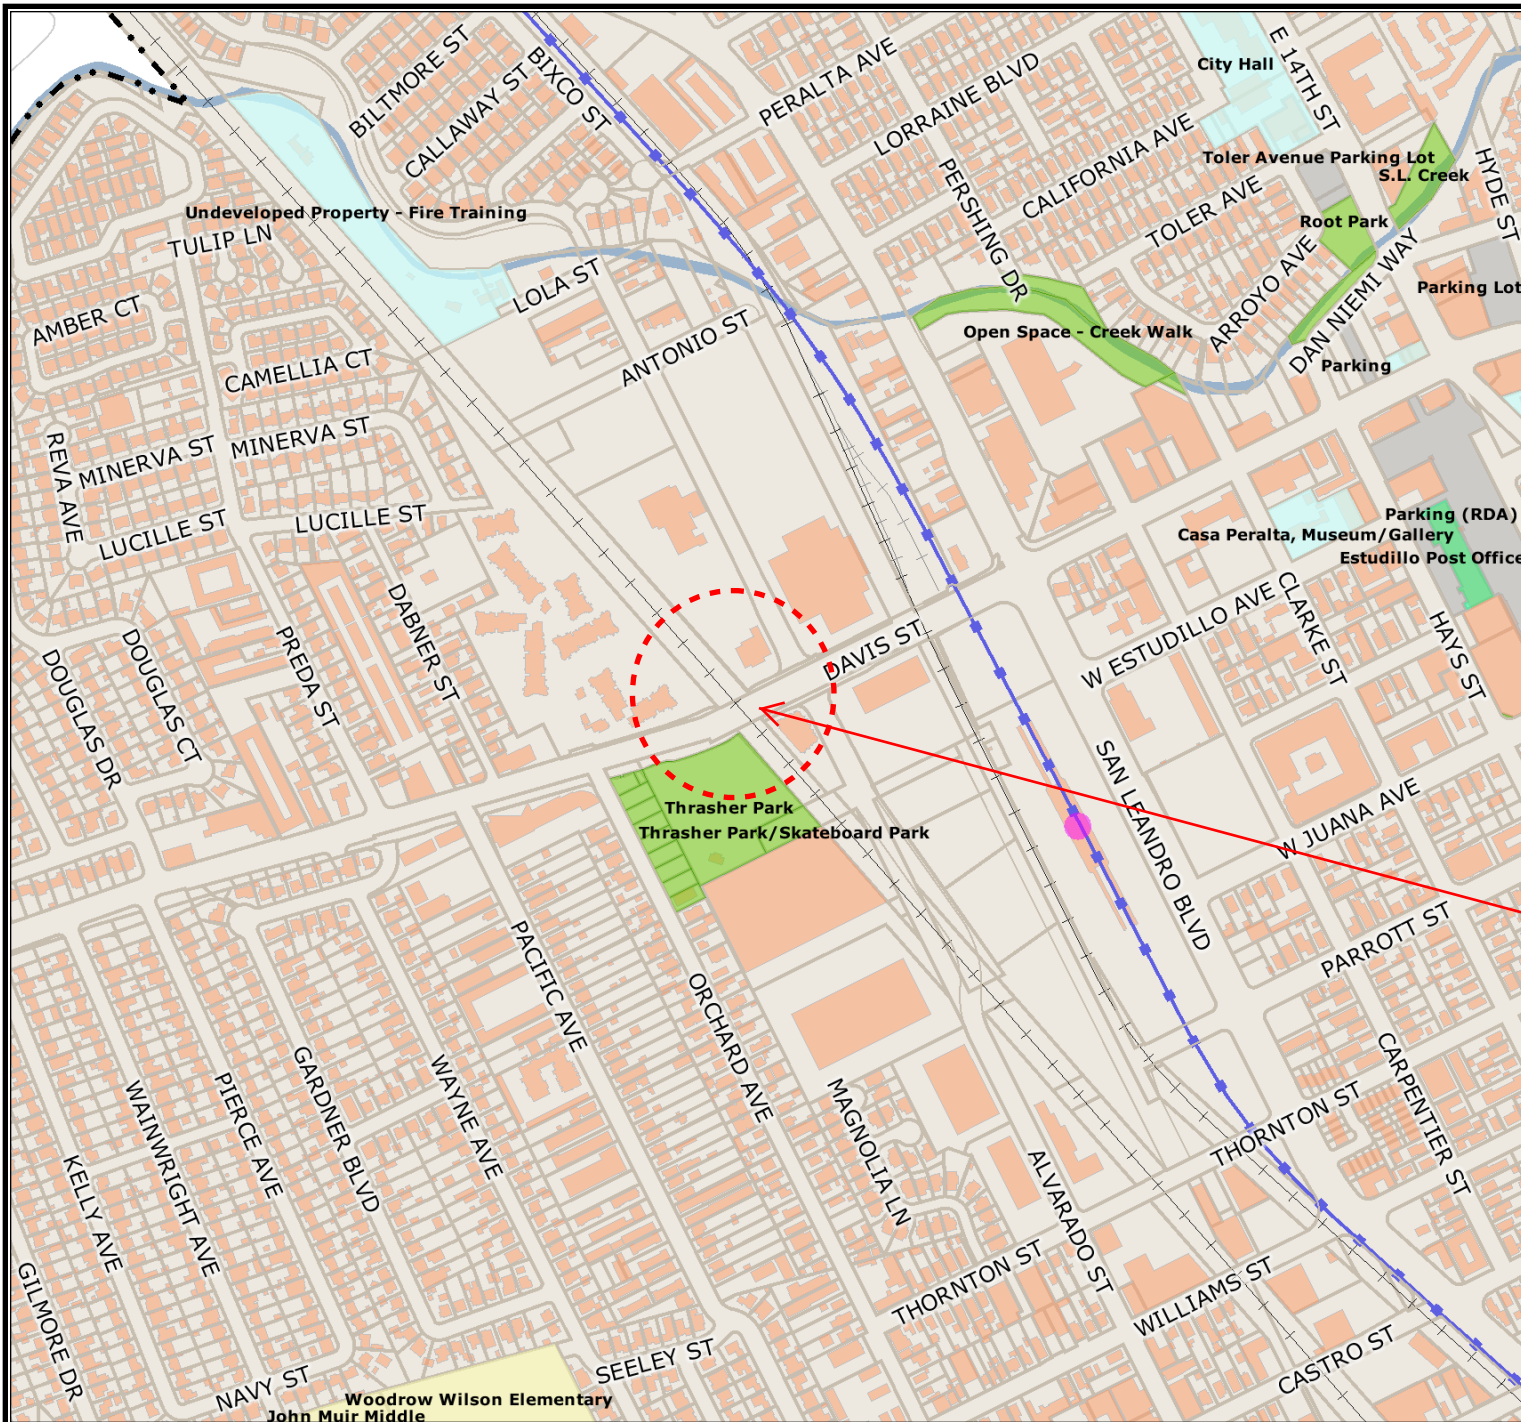 BILTMORE ST
CALLAWAY ST
BIXCO ST
PERALTA AVE
LORRAINE BLVD
City Hall
E 14TH ST
CALIFORNIA AVE
PERSHING DR
TOLER AVE
Toler Avenue Parking Lot
S.L. Creek
HYDE ST
Root Park
ARROYO AVE
DAN NIEMI WAY
Parking Lot
Parking
Open Space - Creek Walk
Undeveloped Property - Fire Training
TULIP LN
LOLA ST
AMBER CT
ANTONIO ST
CAMELLIA CT
MINERVA ST
MINERVA ST
REVA AVE
LUCILLE ST
LUCILLE ST
Parking (RDA)
Casa Peralta, Museum/Gallery
Estudillo Post Office
CLARKE ST
W ESTUDILLO AVE
HAYS ST
DABNER ST
PREDA ST
DOUGLAS CT
DOUGLAS DR
DAVIS ST
Thrasher Park
Thrasher Park/Skateboard Park
SAN LEANDRO BLVD
W JUANA AVE
PARROTT ST
PACIFIC AVE
ORCHARD AVE
MAGNOLIA LN
CARPENTIER ST
THORNTON ST
ALVARADO ST
WAYNE AVE
GARDNER BLVD
PIERCE AVE
WAINWRIGHT AVE
KELLY AVE
GILMORE DR
THORNTON ST
WILLIAMS ST
CASTRO ST
SEELEY ST
NAVY ST
Woodrow Wilson Elementary
John Muir Middle